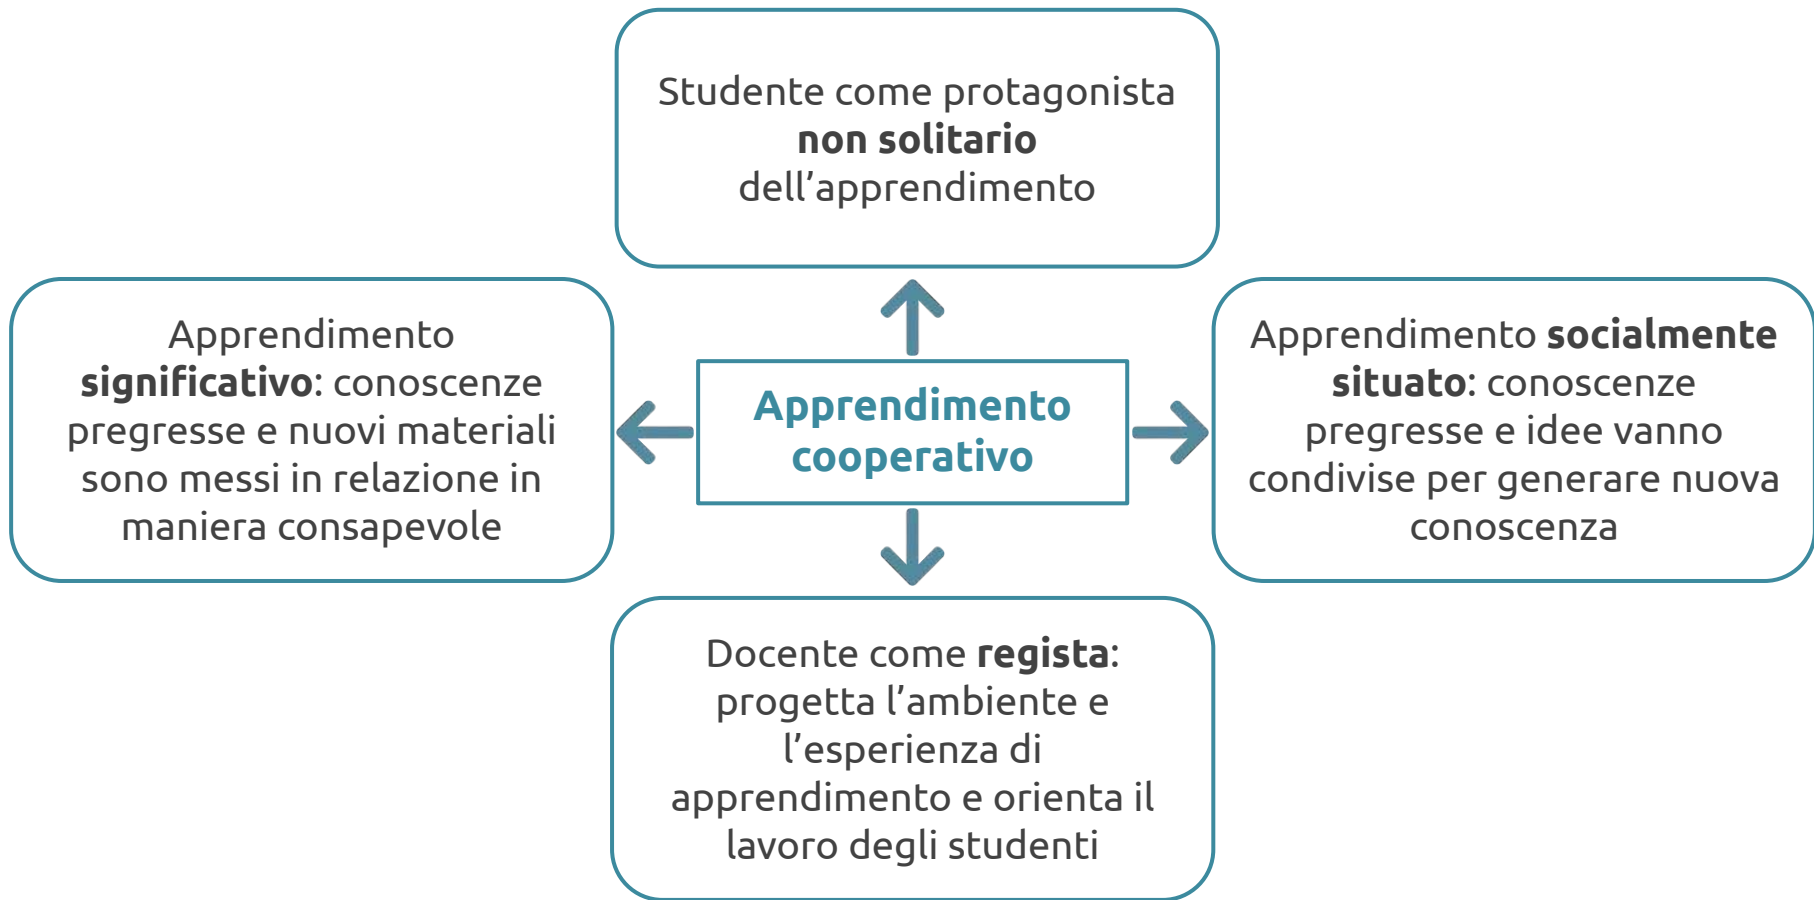 Studente come protagonista
non solitario
dell’apprendimento
Apprendimento
significativo: conoscenze
pregresse e nuovi materiali
sono messi in relazione in
maniera consapevole
Apprendimento
cooperativo
Apprendimento socialmente
situato: conoscenze
pregresse e idee vanno
condivise per generare nuova
conoscenza
Docente come regista:
progetta l’ambiente e
l’esperienza di
apprendimento e orienta il
lavoro degli studenti